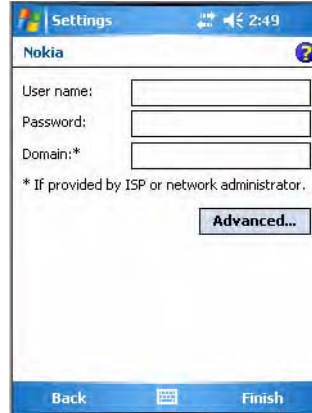 Settings 2:49
Nokia
User name:
Password:
Domain:*
* If provided by ISP or network administrator.
Advanced...
Back Finish